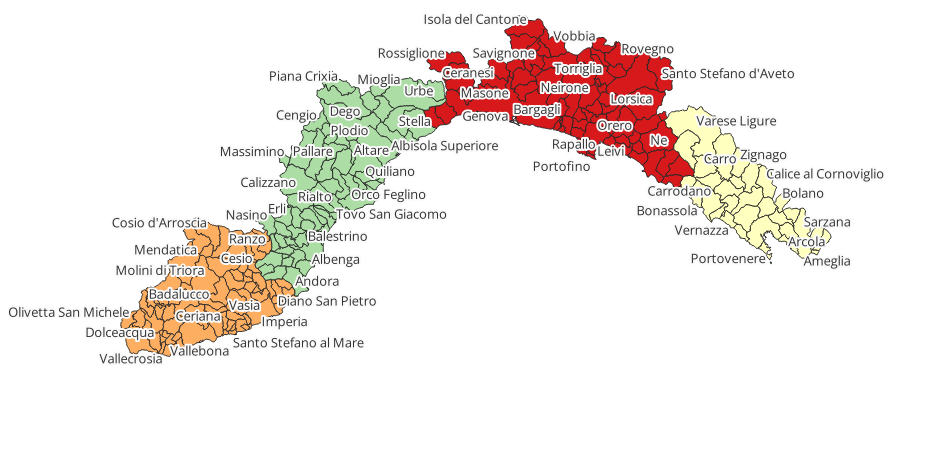 Isola del Cantone
Vobbia
Rossiglione
Savignone
Rovegno
Piana Crixia
Mioglia
Ceranesi
Torriglia
Santo Stefano d'Aveto
Urbe
Masone
Neirone
Lorsica
Cengio
Dego
Stella
Genova
Bargagli
Varese Ligure
Plodio
Orero
Massimino
Pallare
Altare
Albisola Superiore
Rapallo
Leivi
Ne
Portofino
Carro
Zignago
Calizzano
Quiliano
Calice al Cornoviglio
Rialto
Orco Feglino
Carrodano
Bolano
Cosio d'Arroscia
Nasino
Erli
Tovo San Giacomo
Bonassola
Sarzana
Mendatica
Ranzo
Balestrino
Vernazza
Arcola
Molini di Triora
Cesio
Albenga
Portovenere
Ameglia
Andora
Badalucco
Vasia
Diano San Pietro
Olivetta San Michele
Ceriana
Imperia
Dolceacqua
Santo Stefano al Mare
Vallecrosia
Vallebona